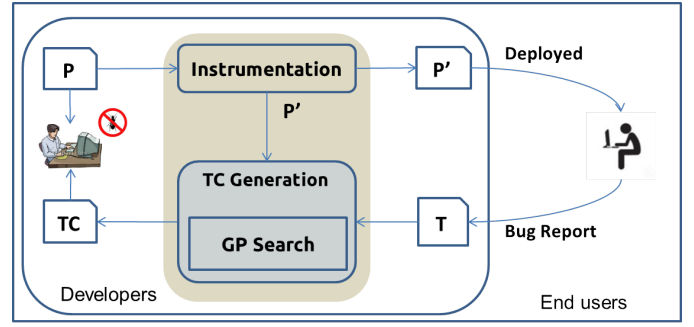 P
Instrumentation
P’
Deployed
P’
TC Generation
GP Search
TC
T
Bug Report
Developers
End users